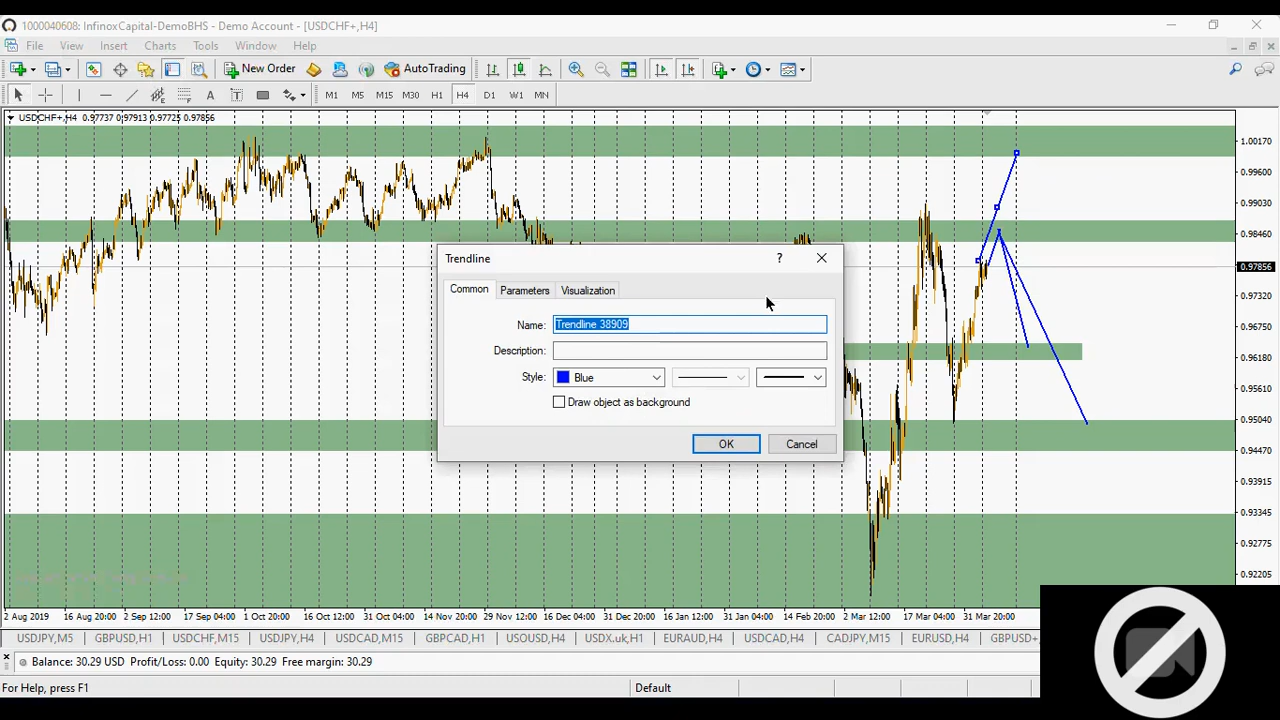 1000040608: InfinoxCapital-DemoBHS - Demo Account - [USDCHF+,H4]
File View Insert Charts Tools Window Help
New Order AutoTrading
A T M1 M5 M15 M30 H1 H4 D1 W1 MN
USDCHF+,H4 0.97737 0.97913 0.97725 0.97856
1.00170
0.99600
0.99030
0.98460
0.97856
0.97320
0.96750
0.96180
0.95610
0.95040
0.94470
0.93915
0.93345
0.92775
0.92205
Trendline ?
Common Parameters Visualization
Name: Trendline 38909
Description:
Style: Blue
Draw object as background
OK Cancel
2 Aug 2019 16 Aug 20:00 2 Sep 12:00 17 Sep 04:00 1 Oct 20:00 16 Oct 12:00 31 Oct 04:00 14 Nov 20:00 29 Nov 12:00 16 Dec 04:00 31 Dec 20:00 16 Jan 12:00 31 Jan 04:00 14 Feb 20:00 2 Mar 12:00 17 Mar 04:00 31 Mar 20:00
USDJPY,M5 GBPUSD,H1 USDCHF,M15 USDJPY,H4 USDCAD,M15 GBPCAD,H1 USOUSD,H4 USDX.uk,H1 EURAUD,H4 USDCAD,H4 CADJPY,M15 EURUSD,H4 GBPUSD+,
Balance: 30.29 USD Profit/Loss: 0.00 Equity: 30.29 Free margin: 30.29
For Help, press F1 Default